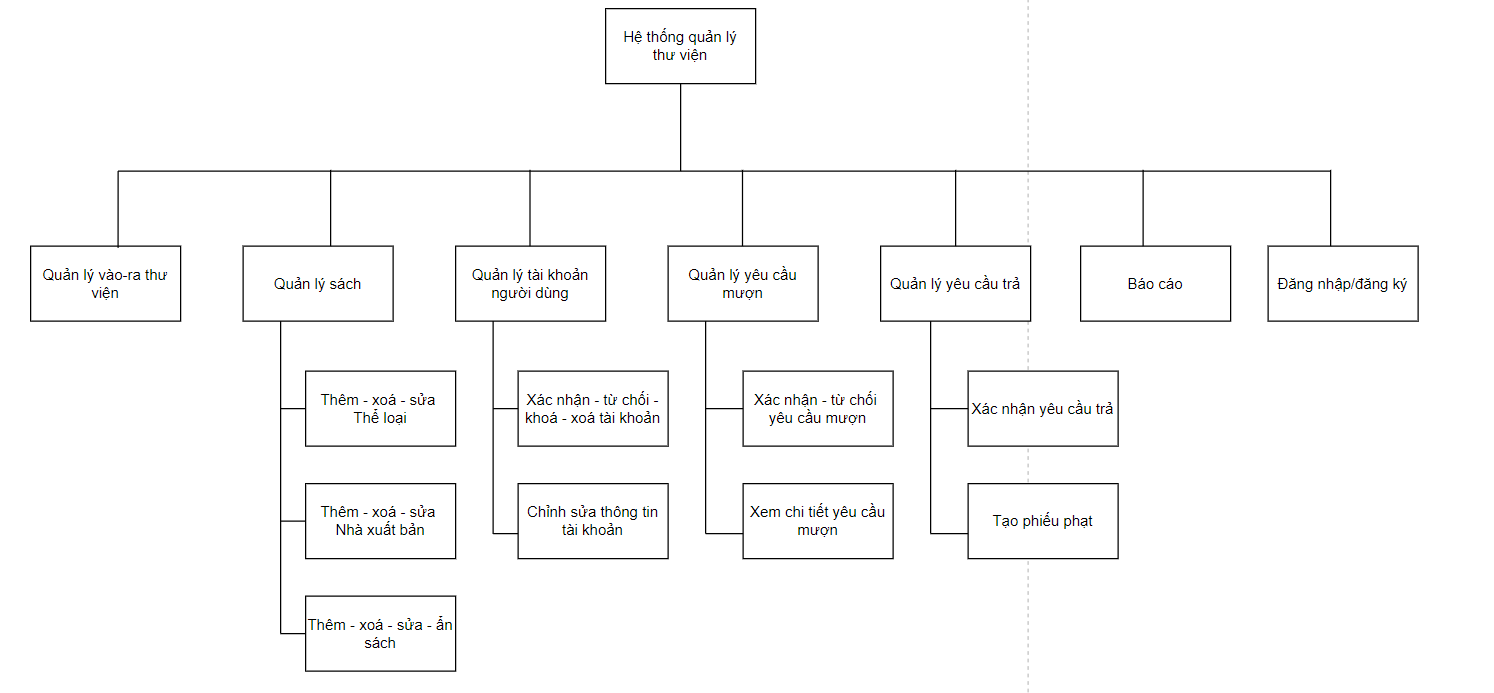 Hệ thống quản lý
thư viện
Quản lý vào-ra thư
viện
Quản lý sách
Quản lý tài khoản
người dùng
Quản lý yêu cầu
mượn
Quản lý yêu cầu trả
Báo cáo
Đăng nhập/đăng ký
Thêm - xoá - sửa
Thể loại
Xác nhận - từ chối -
khoá - xoá tài khoản
Xác nhận - từ chối
yêu cầu mượn
Xác nhận yêu cầu trả
Thêm - xoá - sửa
Nhà xuất bản
Chỉnh sửa thông tin
tài khoản
Xem chi tiết yêu cầu
mượn
Tạo phiếu phạt
Thêm - xoá - sửa - ẩn
sách